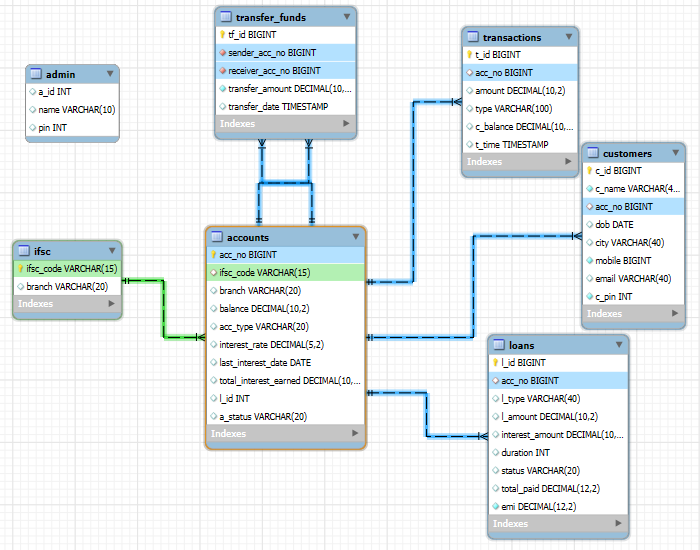 admin
a_id INT
name VARCHAR(10)
pin INT
transfer_funds
tf_id BIGINT
sender_acc_no BIGINT
receiver_acc_no BIGINT
transfer_amount DECIMAL(10,...
transfer_date TIMESTAMP
Indexes
transactions
t_id BIGINT
acc_no BIGINT
amount DECIMAL(10,2)
type VARCHAR(100)
c_balance DECIMAL(10,...
t_time TIMESTAMP
Indexes
customers
c_id BIGINT
c_name VARCHAR(4...
acc_no BIGINT
dob DATE
city VARCHAR(40)
mobile BIGINT
email VARCHAR(40)
c_pin INT
Indexes
ifsc
ifsc_code VARCHAR(15)
branch VARCHAR(20)
Indexes
accounts
acc_no BIGINT
ifsc_code VARCHAR(15)
branch VARCHAR(20)
balance DECIMAL(10,2)
acc_type VARCHAR(20)
interest_rate DECIMAL(5,2)
last_interest_date DATE
total_interest_earned DECIMAL(10,...
l_id INT
a_status VARCHAR(20)
Indexes
loans
l_id BIGINT
acc_no BIGINT
l_type VARCHAR(40)
l_amount DECIMAL(10,2)
interest_amount DECIMAL(10,...
duration INT
status VARCHAR(20)
total_paid DECIMAL(12,2)
emi DECIMAL(12,2)
Indexes